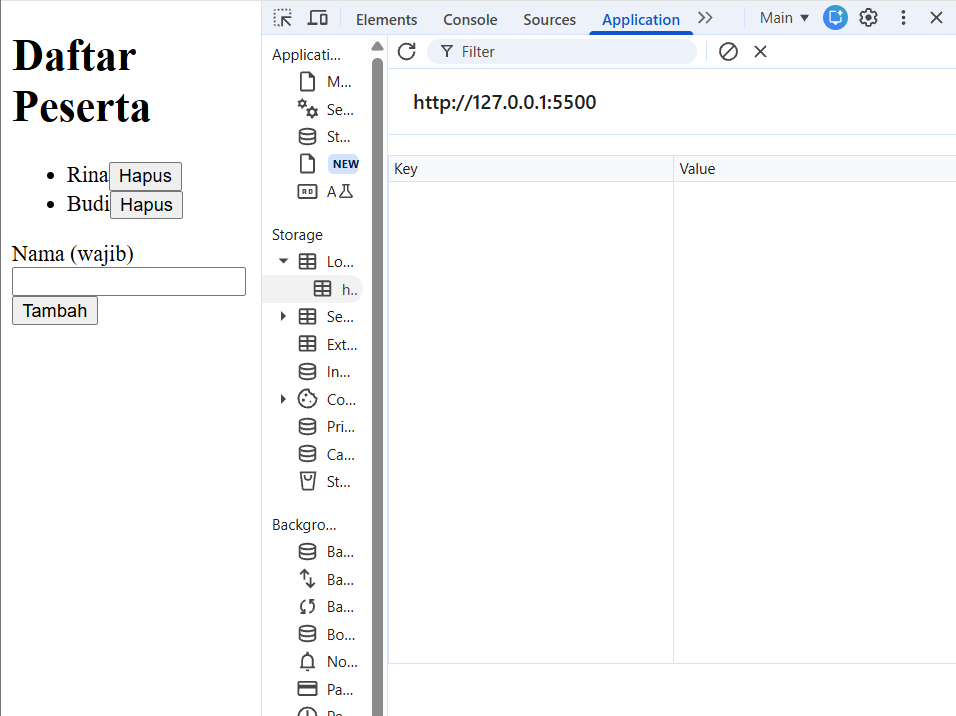 Daftar
Peserta
Rina Hapus
Budi Hapus
Nama (wajib)
Tambah
Elements Console Sources Application Main
Applicati...
M...
Se...
St...
NEW
A
Storage
Lo...
h..
Se...
Ext...
In...
Co...
Pri...
Ca...
St...
Backgro...
Ba...
Ba...
Ba...
Bo...
No...
Pa...
Filter
http://127.0.0.1:5500
Key Value